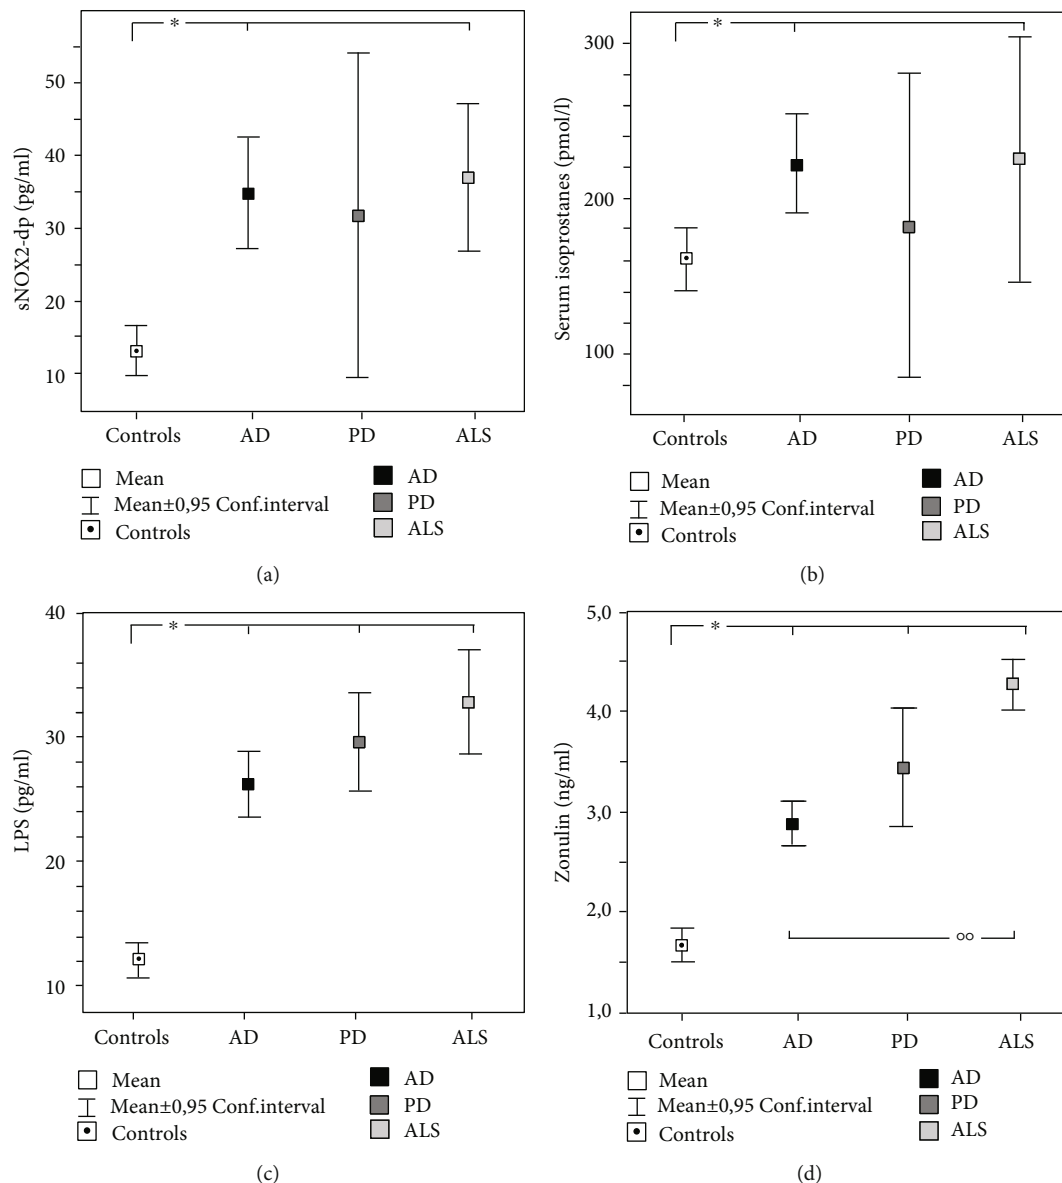 *
50
40
30
20
10
sNOX2-dp (pg/ml)
Controls AD PD ALS
Mean
Mean±0,95 Conf.interval
Controls
AD
PD
ALS
(a)
*
300
200
100
Serum isoprostanes (pmol/l)
Controls AD PD ALS
Mean
Mean±0,95 Conf.interval
Controls
AD
PD
ALS
(b)
*
40
30
20
10
LPS (pg/ml)
Controls AD PD ALS
Mean
Mean±0,95 Conf.interval
Controls
AD
PD
ALS
(c)
*
5,0
4,0
3,0
2,0
1,0
Zonulin (ng/ml)
oo
Controls AD PD ALS
Mean
Mean±0,95 Conf.interval
Controls
AD
PD
ALS
(d)